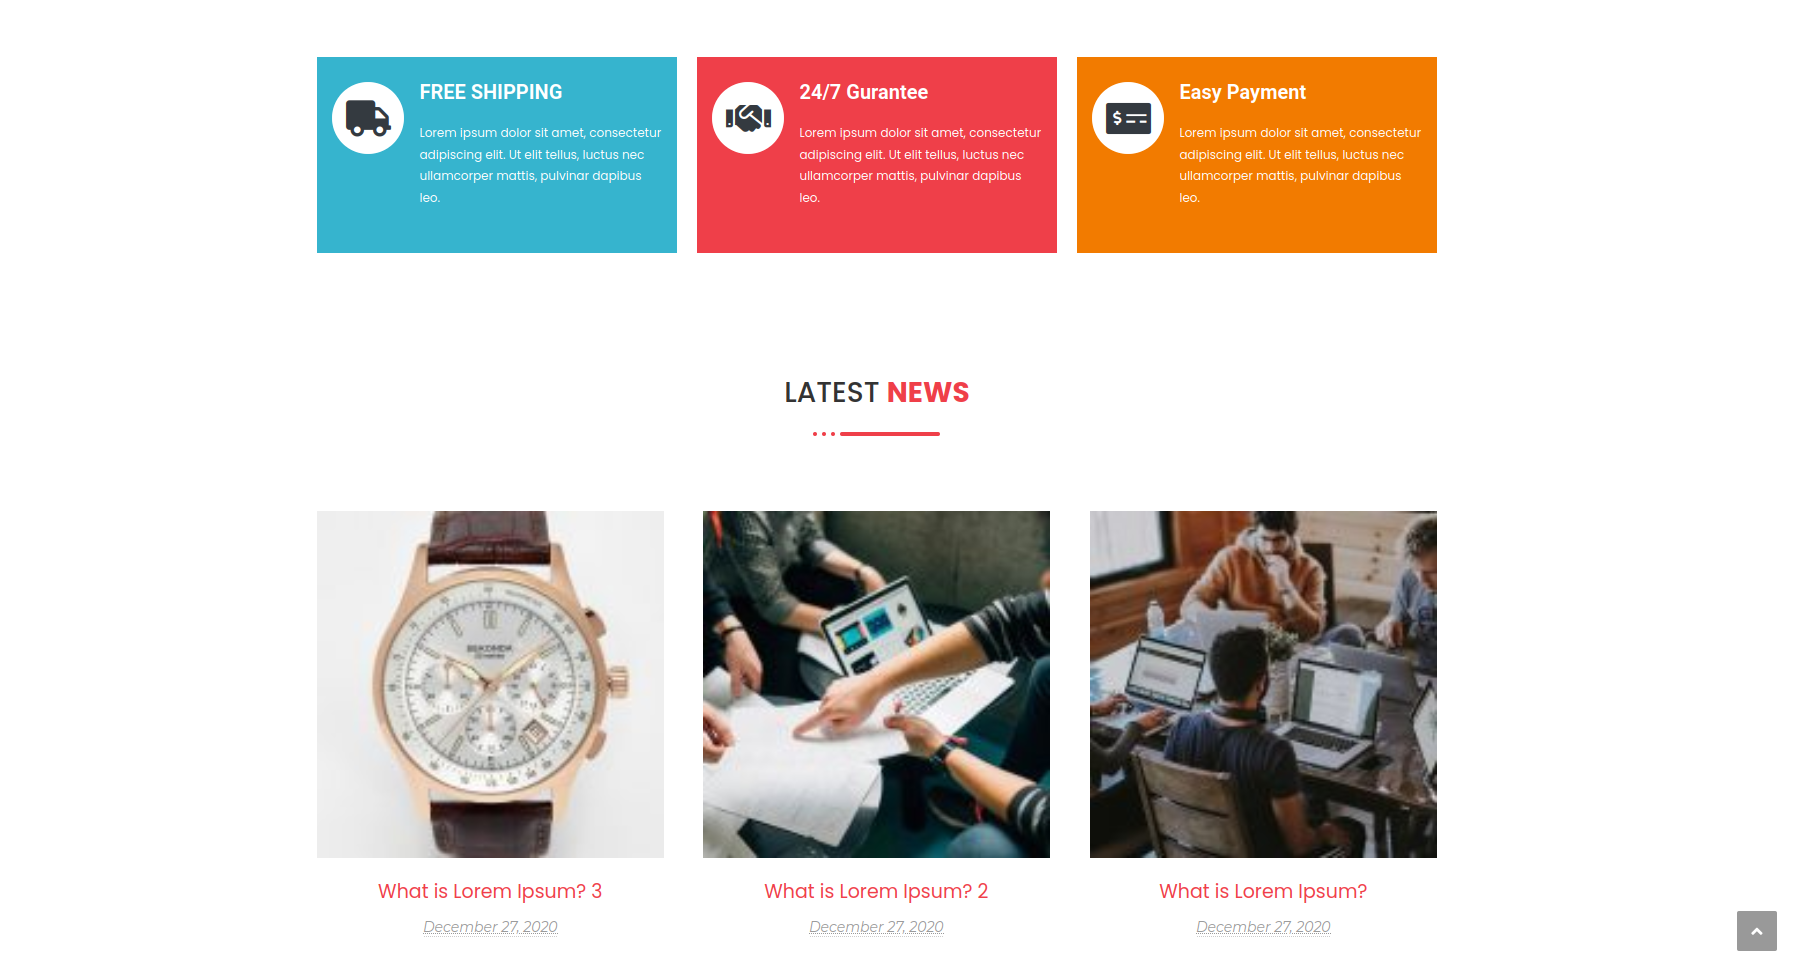 FREE SHIPPING
Lorem ipsum dolor sit amet, consectetur
adipiscing elit. Ut elit tellus, luctus nec
ullamcorper mattis, pulvinar dapibus
leo.
24/7 Gurantee
Lorem ipsum dolor sit amet, consectetur
adipiscing elit. Ut elit tellus, luctus nec
ullamcorper mattis, pulvinar dapibus
leo.
Easy Payment
Lorem ipsum dolor sit amet, consectetur
adipiscing elit. Ut elit tellus, luctus nec
ullamcorper mattis, pulvinar dapibus
leo.
LATEST NEWS
SEKONDA
What is Lorem Ipsum? 3
December 27, 2020
What is Lorem Ipsum? 2
December 27, 2020
What is Lorem Ipsum?
December 27, 2020